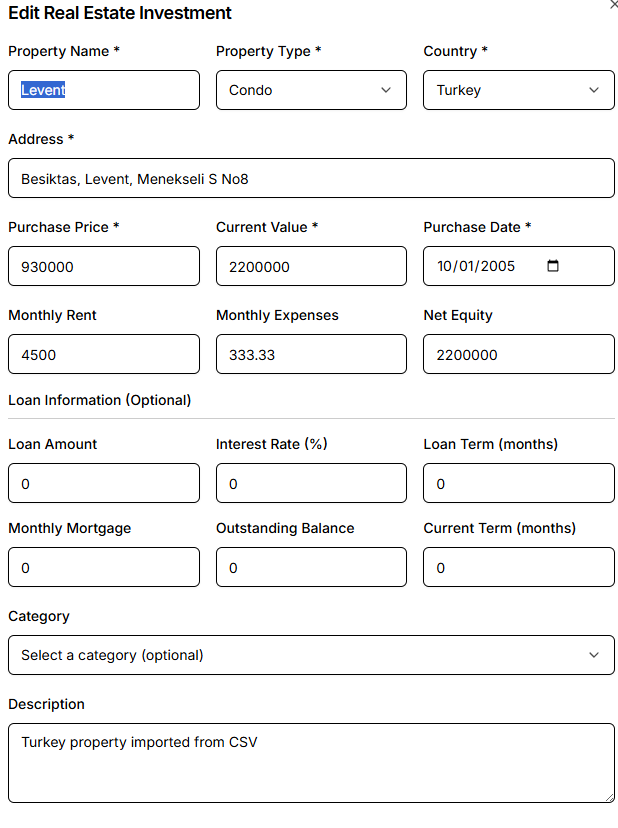 Edit Real Estate Investment
Property Name * Property Type * Country *
Levent Condo Turkey
Address *
Besiktas, Levent, Menekseli S No8
Purchase Price * Current Value * Purchase Date *
930000 2200000 10/01/2005
Monthly Rent Monthly Expenses Net Equity
4500 333.33 2200000
Loan Information (Optional)
Loan Amount Interest Rate (%) Loan Term (months)
0 0 0
Monthly Mortgage Outstanding Balance Current Term (months)
0 0 0
Category
Select a category (optional)
Description
Turkey property imported from CSV